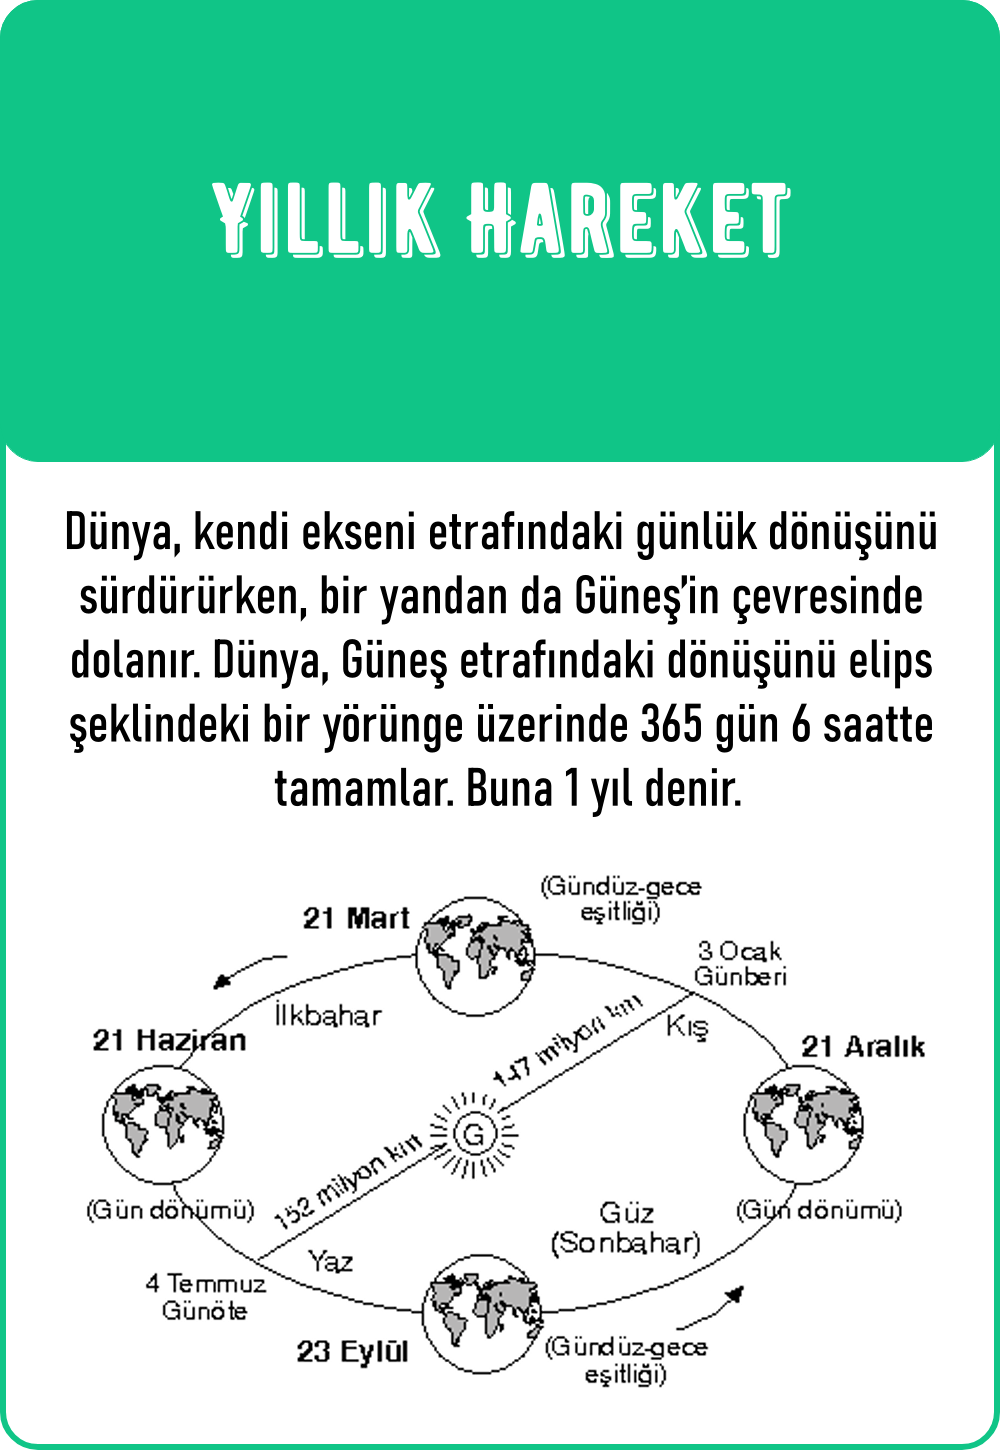 Yıllık Hareket
Dünya, kendi ekseni etrafındaki günlük dönüşünü
sürdürürken, bir yandan da Güneş’in çevresinde
dolanır. Dünya, Güneş etrafındaki dönüşünü elips
şeklindeki bir yörünge üzerinde 365 gün 6 saatte
tamamlar. Buna 1 yıl denir.
(Gündüz-gece
eşitliği)
21 Mart
3 Ocak
Günberi
İlkbahar
Kış
21 Haziran
21 Aralık
147 milyon km
G
152 milyon km
(Gün dönümü)
Güz
(Sonbahar)
(Gün dönümü)
Yaz
4 Temmuz
Günöte
23 Eylül
(Gündüz-gece
eşitliği)